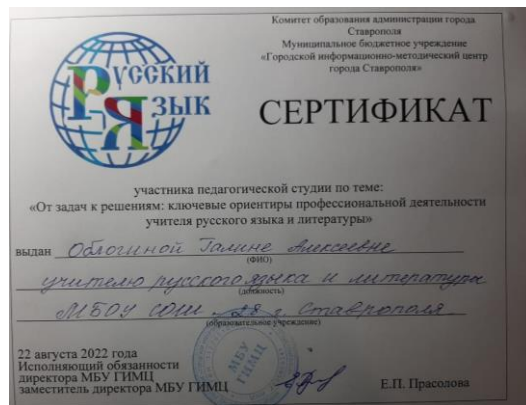 Комитет образования администрации города
Ставрополя
Муниципальное бюджетное учреждение
«Городской информационно-методический центр
города Ставрополя»
Русский
Язык
СЕРТИФИКАТ
участника педагогической студии по теме:
«От задач к решениям: ключевые ориентиры профессиональной деятельности
учителя русского языка и литературы»
выдан Облогиной Галине Алексеевне
(ФИО)
учителю русского языка и литературы
(должность)
МБОУ СОШ 28 г. Ставрополя
(образовательное учреждение)
22 августа 2022 года
Исполняющий обязанности
директора МБУ ГИМЦ
заместитель директора МБУ ГИМЦ
Е.П. Прасолова
МБУ
ГИМЦ